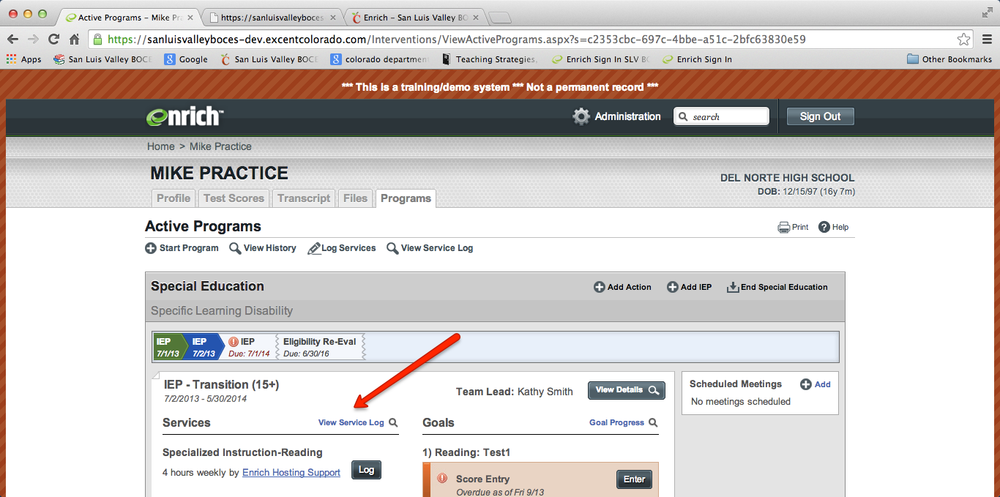 Active Programs – Mike Pra
https://sanluisvalleyboces
Enrich – San Luis Valley BO
https://sanluisvalleyboces-dev.excentcolorado.com/Interventions/ViewActivePrograms.aspx?s=c2353cbc-697c-4bbe-a51c-2bfc63830e59
Apps San Luis Valley BOCE Google San Luis Valley BOCE colorado department Teaching Strategies, Enrich Sign In SLV BO Enrich Sign In Other Bookmarks
*** This is a training/demo system *** Not a permanent record ***
enrich™ Administration search Sign Out
Home > Mike Practice
MIKE PRACTICE
DEL NORTE HIGH SCHOOL
DOB: 12/15/97 (16y 7m)
Profile Test Scores Transcript Files Programs
Active Programs Print Help
Start Program View History Log Services View Service Log
Special Education Add Action Add IEP End Special Education
Specific Learning Disability
IEP IEP IEP Eligibility Re-Eval
7/1/13 7/2/13 Due: 7/1/14 Due: 6/30/16
IEP - Transition (15+)
7/2/2013 - 5/30/2014
Team Lead: Kathy Smith View Details
Scheduled Meetings Add
No meetings scheduled
Services View Service Log
Goals Goal Progress
Specialized Instruction-Reading
4 hours weekly by Enrich Hosting Support Log
1) Reading: Test1
Score Entry Enter
Overdue as of Fri 9/13